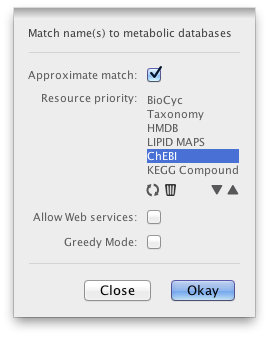 Match name(s) to metabolic databases
Approximate match:
Resource priority:
BioCyc
Taxonomy
HMDB
LIPID MAPS
ChEBI
KEGG Compound
Allow Web services:
Greedy Mode:
Close
Okay